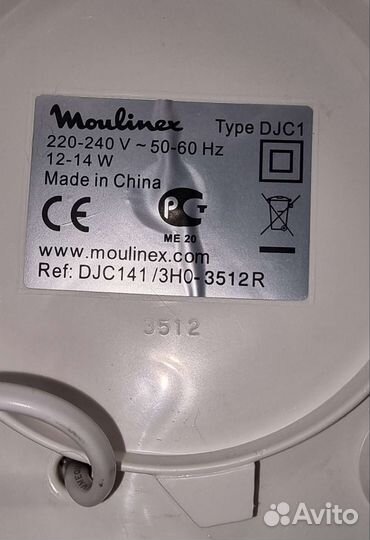 Moulinex Type DJC1
220-240 V ~ 50-60 Hz
12-14 W
Made in China
CE PCT
ME 20
www.moulinex.com
Ref: DJC141 /3H0-3512R
3512
Avito